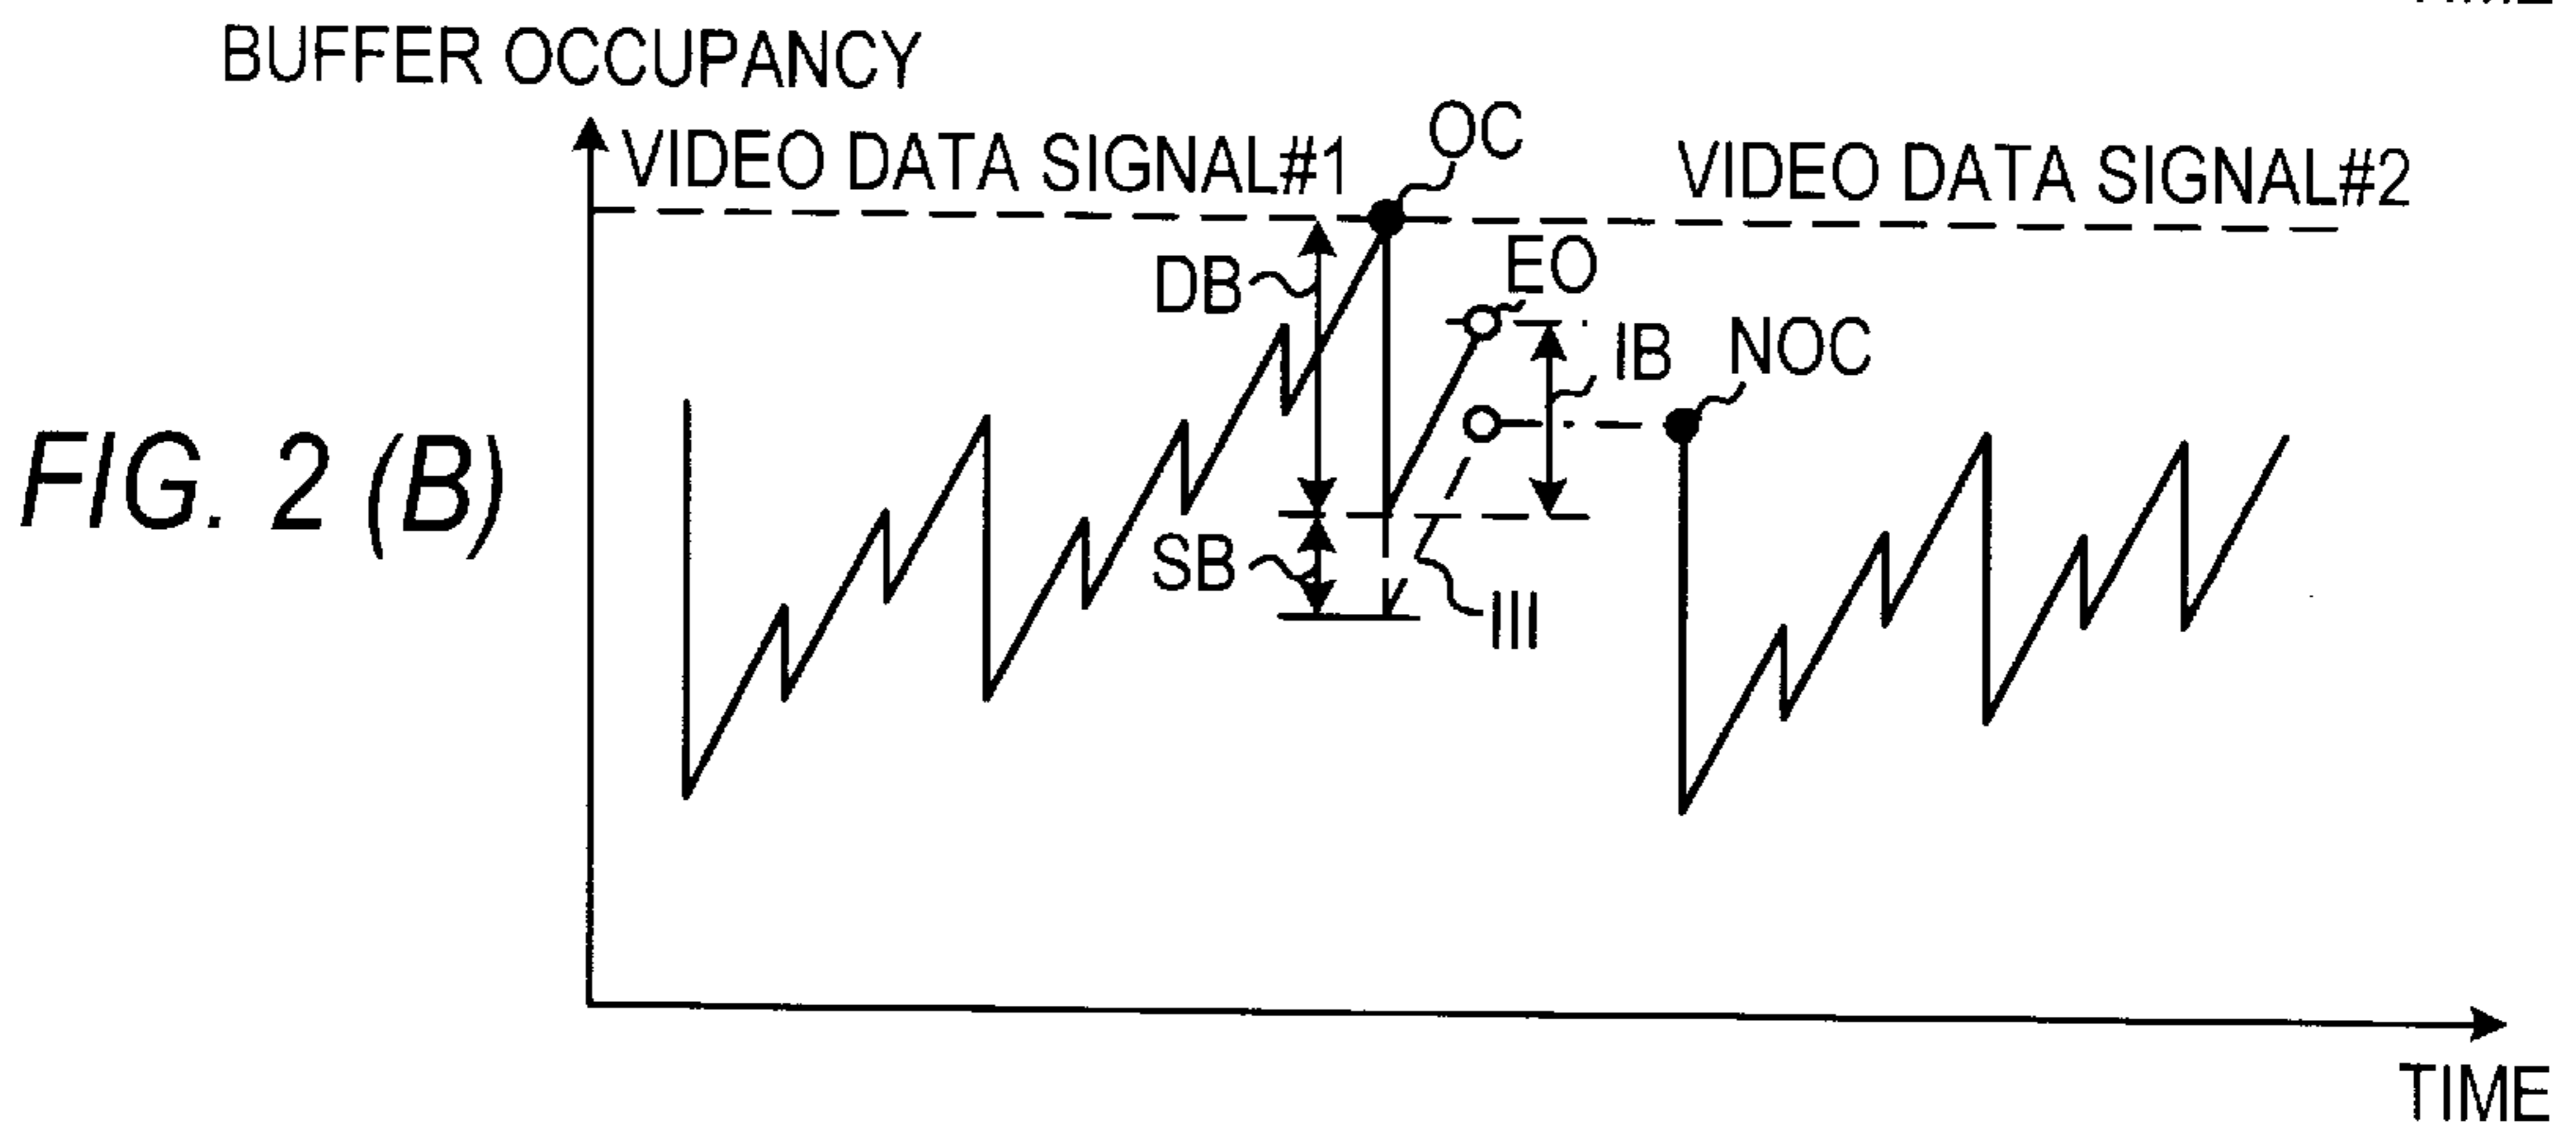 BUFFER OCCUPANCY
VIDEO DATA SIGNAL#1
OC
VIDEO DATA SIGNAL#2
DB
EO
IB
NOC
FIG. 2 (B)
SB
III
TIME